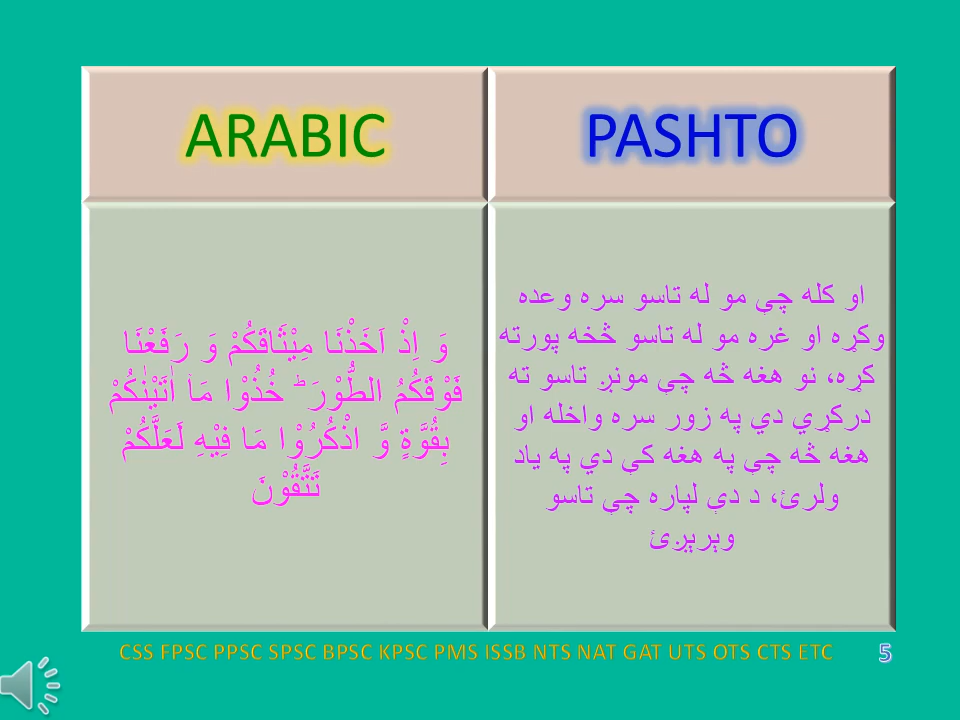 ARABIC
PASHTO
وَ اِذْ اَخَذْنَا مِيْثَاقَكُمْ وَ رَفَعْنَا
فَوْقَكُمُ الطُّوْرَ ؕ خُذُوْا مَاۤ اٰتَيْنٰكُمْ
بِقُوَّةٍ وَّ اذْكُرُوْا مَا فِيْهِ لَعَلَّكُمْ
تَتَّقُوْنَ
او کله چې مو له تاسو سره وعده
وکړه او غره مو له تاسو څخه پورته
کړه، نو هغه څه چې مونږ تاسو ته
درکړي دي په زور سره واخله او
هغه څه چې په هغه کې دي په یاد
ولرئ، د دې لپاره چې تاسو
وېرېږئ
CSS FPSC PPSC SPSC BPSC KPSC PMS ISSB NTS NAT GAT UTS OTS CTS ETC
5